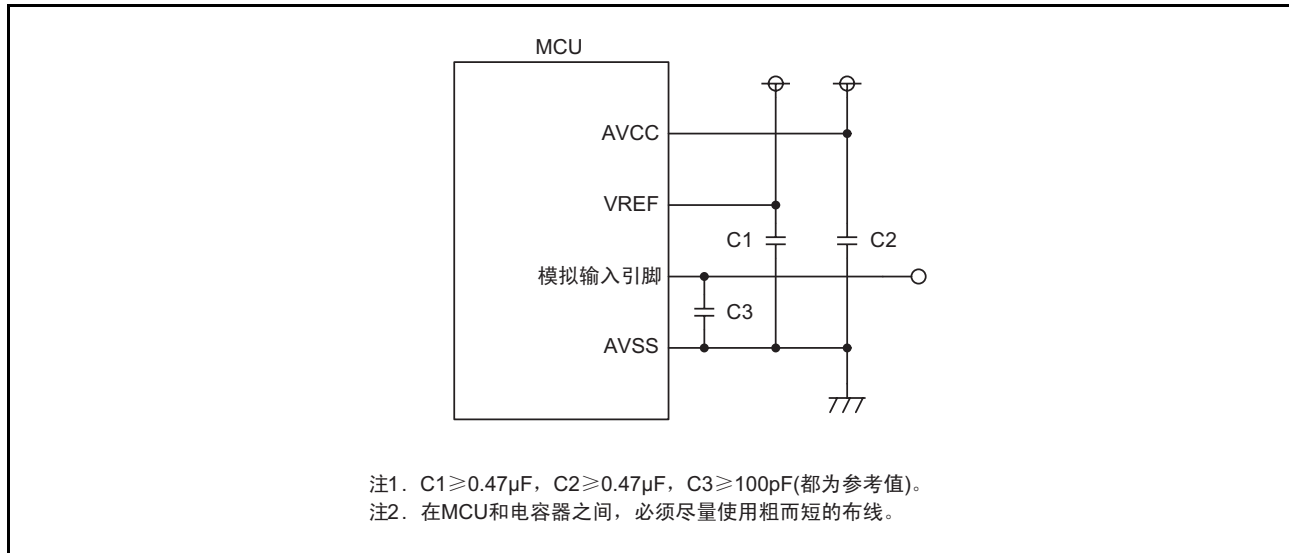 MCU
AVCC
VREF
C1
C2
模拟输入引脚
C3
AVSS
注1. C1≥0.47μF，C2≥0.47μF，C3≥100pF(都为参考值)。
注2. 在MCU和电容器之间，必须尽量使用粗而短的布线。